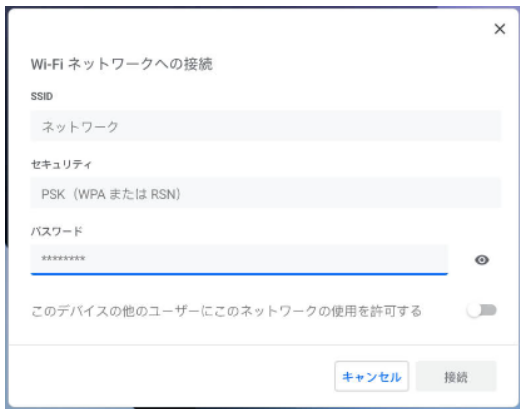 Wi-Fi ネットワークへの接続
SSID
ネットワーク
セキュリティ
PSK（WPA または RSN）
パスワード
********
このデバイスの他のユーザーにこのネットワークの使用を許可する
キャンセル 接続